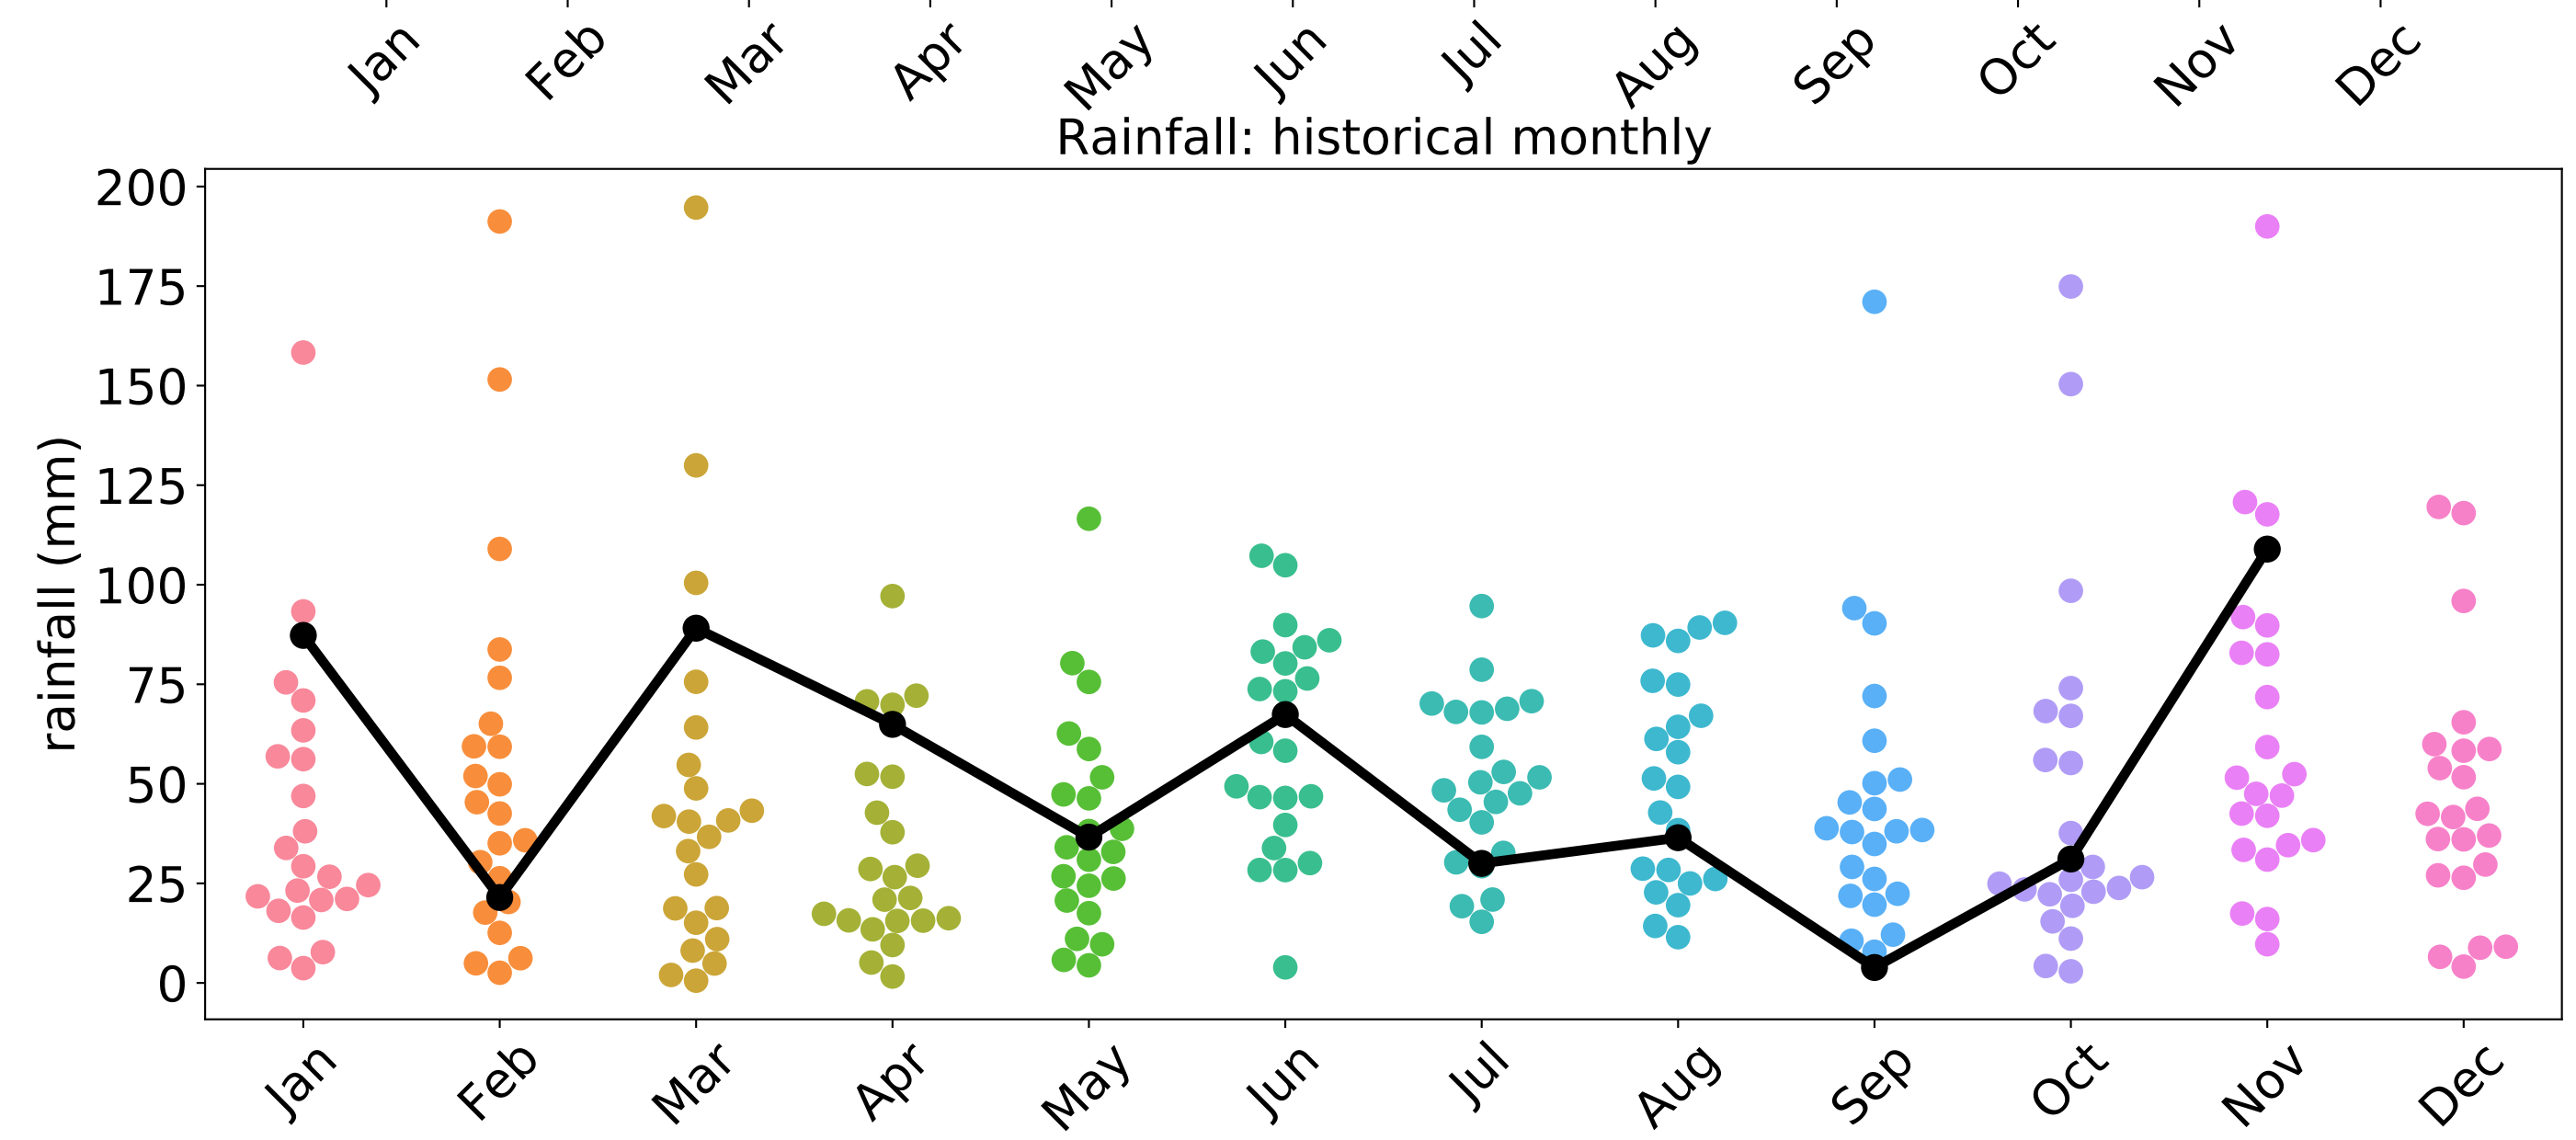 Jan Feb Mar Apr May Jun Jul Aug Sep Oct Nov Dec
Rainfall: historical monthly
rainfall (mm)
200
175
150
125
100
75
50
25
0
Jan Feb Mar Apr May Jun Jul Aug Sep Oct Nov Dec